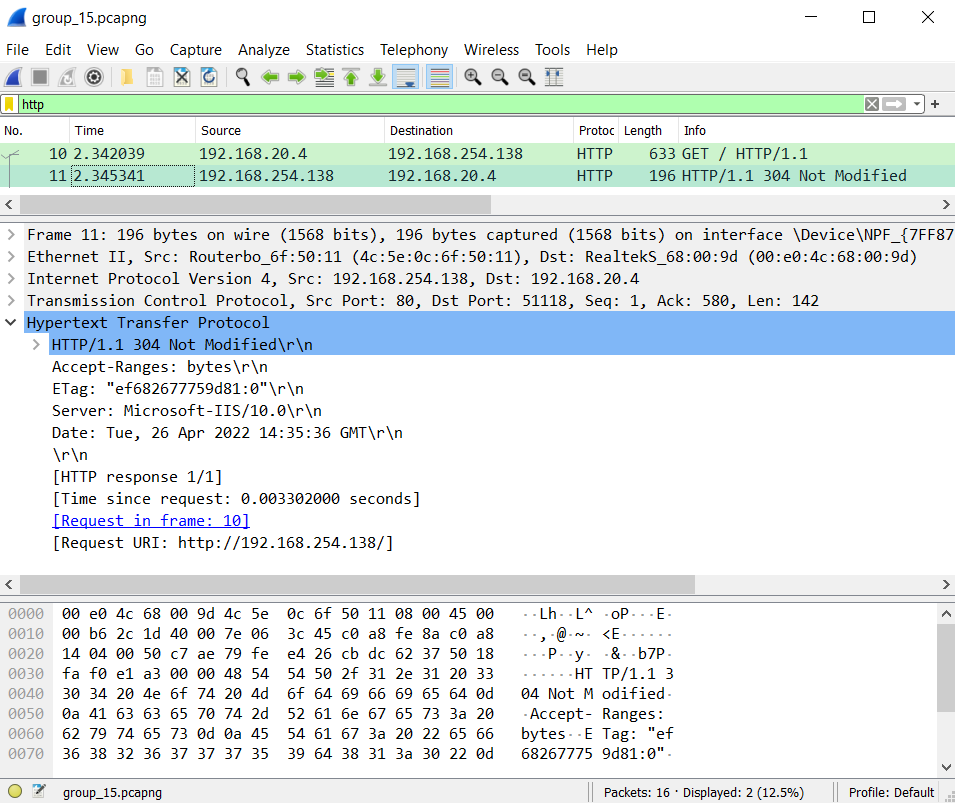 group_15.pcapng
File Edit View Go Capture Analyze Statistics Telephony Wireless Tools Help
http
No. Time Source Destination Protoc Length Info
10 2.342039 192.168.20.4 192.168.254.138 HTTP 633 GET / HTTP/1.1
11 2.345341 192.168.254.138 192.168.20.4 HTTP 196 HTTP/1.1 304 Not Modified
Frame 11: 196 bytes on wire (1568 bits), 196 bytes captured (1568 bits) on interface \Device\NPF_{7FF87
Ethernet II, Src: Routerbo_6f:50:11 (4c:5e:0c:6f:50:11), Dst: RealtekS_68:00:9d (00:e0:4c:68:00:9d)
Internet Protocol Version 4, Src: 192.168.254.138, Dst: 192.168.20.4
Transmission Control Protocol, Src Port: 80, Dst Port: 51118, Seq: 1, Ack: 580, Len: 142
Hypertext Transfer Protocol
HTTP/1.1 304 Not Modified\r\n
Accept-Ranges: bytes\r\n
ETag: "ef682677759d81:0"\r\n
Server: Microsoft-IIS/10.0\r\n
Date: Tue, 26 Apr 2022 14:35:36 GMT\r\n
\r\n
[HTTP response 1/1]
[Time since request: 0.003302000 seconds]
[Request in frame: 10]
[Request URI: http://192.168.254.138/]
0000 00 e0 4c 68 00 9d 4c 5e 0c 6f 50 11 08 00 45 00 ··Lh··L^ ·oP···E·
0010 00 b6 2c 1d 40 00 7e 06 3c 45 c0 a8 fe 8a c0 a8 ··,·@·~· <E······
0020 14 04 00 50 c7 ae 79 fe e4 26 cb dc 62 37 50 18 ···P··y· ·&··b7P·
0030 fa f0 e1 a3 00 00 48 54 54 50 2f 31 2e 31 20 33 ······HT TP/1.1 3
0040 30 34 20 4e 6f 74 20 4d 6f 64 69 66 69 65 64 0d 04 Not M odified·
0050 0a 41 63 63 65 70 74 2d 52 61 6e 67 65 73 3a 20 ·Accept- Ranges:
0060 62 79 74 65 73 0d 0a 45 54 61 67 3a 20 22 65 66 bytes··E Tag: "ef
0070 36 38 32 36 37 37 37 35 39 64 38 31 3a 30 22 0d 68267775 9d81:0"·
group_15.pcapng Packets: 16 · Displayed: 2 (12.5%) Profile: Default